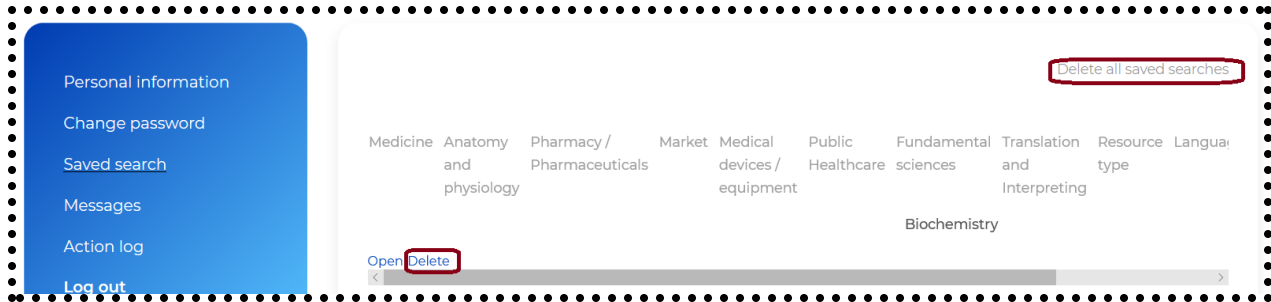 Personal information
Change password
Saved search
Messages
Action log
Log out
Delete all saved searches
Medicine Anatomy Pharmacy / Market Medical Public Fundamental Translation Resource Languag
and Pharmaceuticals devices / Healthcare sciences and type
physiology equipment Interpreting
Biochemistry
Open Delete